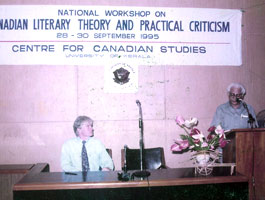 NATIONAL WORKSHOP ON
NADIAN LITERARY THEORY AND PRACTICAL CRITICISM
28 - 30 SEPTEMBER 1995
CENTRE FOR CANADIAN STUDIES
UNIVERSITY OF KERALA